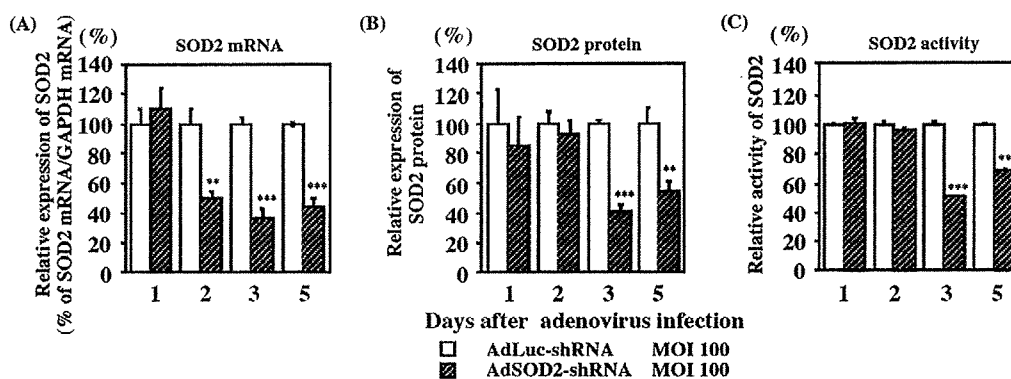 (A)
(%)
SOD2 mRNA
Relative expression of SOD2
(% of SOD2 mRNA/GAPDH mRNA)
140
120
100
80
60
40
20
0
** *** ***
1 2 3 5
(B)
(%)
SOD2 protein
Relative expression of
SOD2 protein
140
120
100
80
60
40
20
0
*** **
1 2 3 5
(C)
(%)
SOD2 activity
Relative activity of SOD2
140
120
100
80
60
40
20
0
*** **
1 2 3 5
Days after adenovirus infection
AdLuc-shRNA MOI 100
AdSOD2-shRNA MOI 100